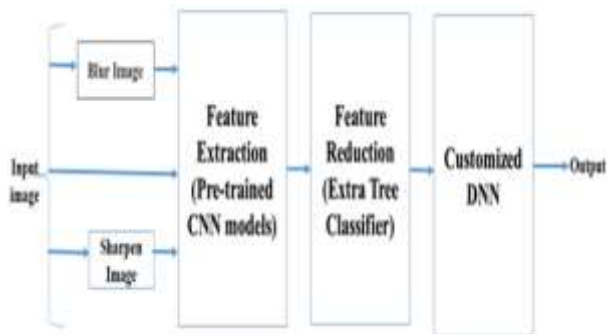 Blur Image
Input
image
Sharpen
Image
Feature
Extraction
(Pre-trained
CNN models)
Feature
Reduction
(Extra Tree
Classifier)
Customized
DNN
Output